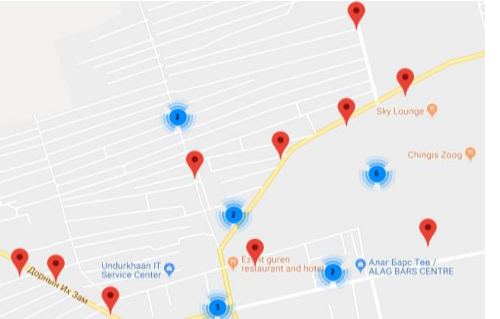 2
Sky Lounge
Chingis Zoog
5
2
Undurkhaan IT
Service Center
restaurant and hotel
2
Алаг Барс Төв /
ALAG BARS CENTRE
Дорнын Их Зам
3